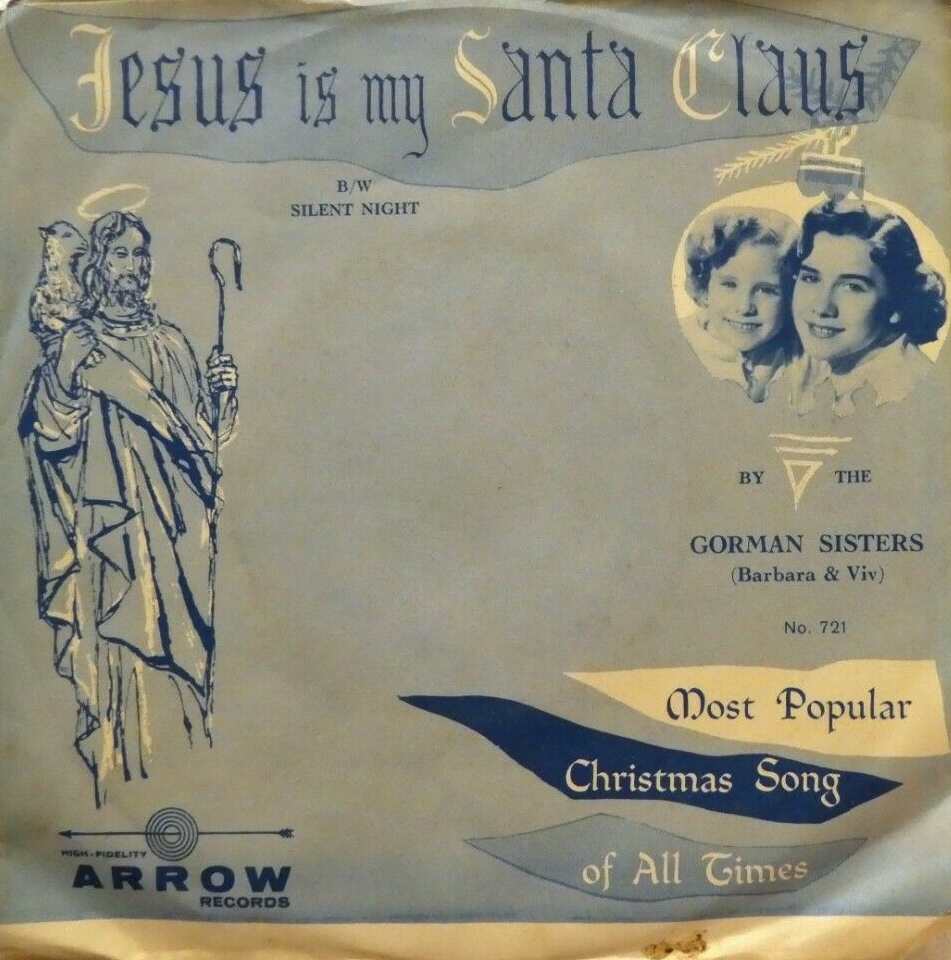 Jesus is my Santa Claus
B/W
SILENT NIGHT
BY THE
GORMAN SISTERS
(Barbara & Viv)
No. 721
Most Popular
Christmas Song
of All Times
HIGH-FIDELITY
ARROW
RECORDS